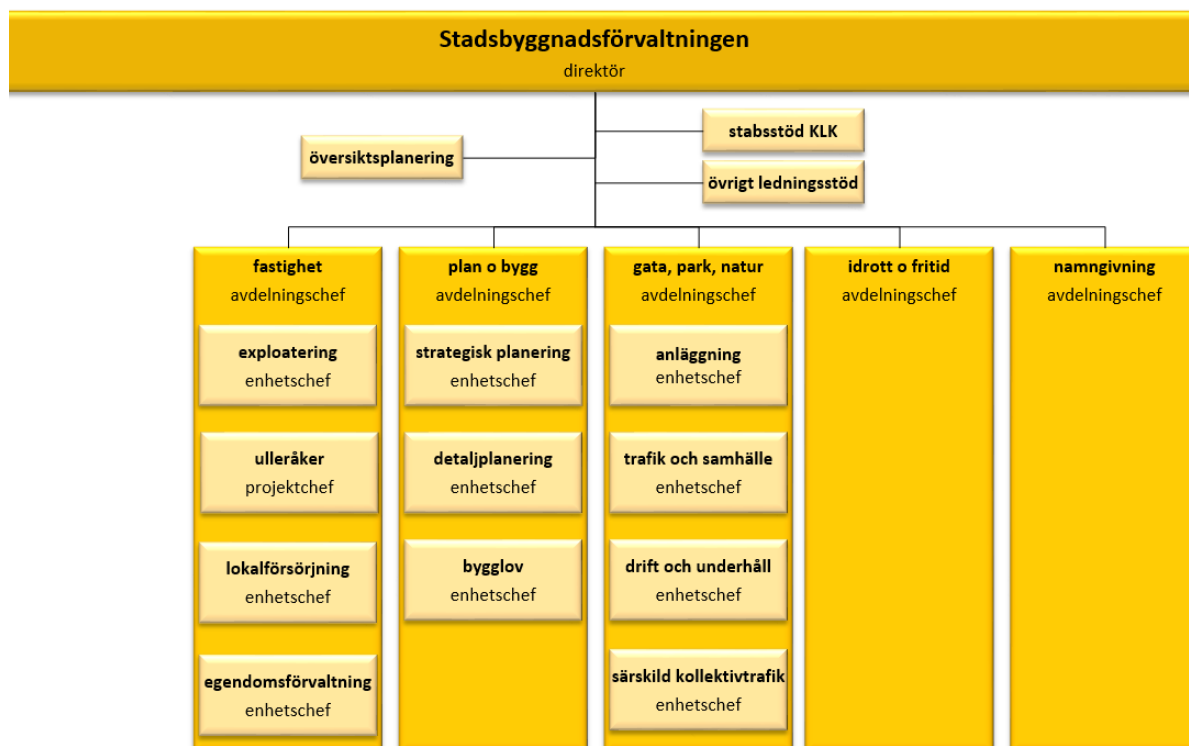 Stadsbyggnadsförvaltningen
direktör
stabsstöd KLK
översiktsplanering
övrigt ledningsstöd
fastighet
avdelningschef
exploatering
enhetschef
ulleråker
projektchef
lokalförsörjning
enhetschef
egendomsförvaltning
enhetschef
plan o bygg
avdelningschef
strategisk planering
enhetschef
detaljplanering
enhetschef
bygglov
enhetschef
gata, park, natur
avdelningschef
anläggning
enhetschef
trafik och samhälle
enhetschef
drift och underhåll
enhetschef
särskild kollektivtrafik
enhetschef
idrott o fritid
avdelningschef
namngivning
avdelningschef